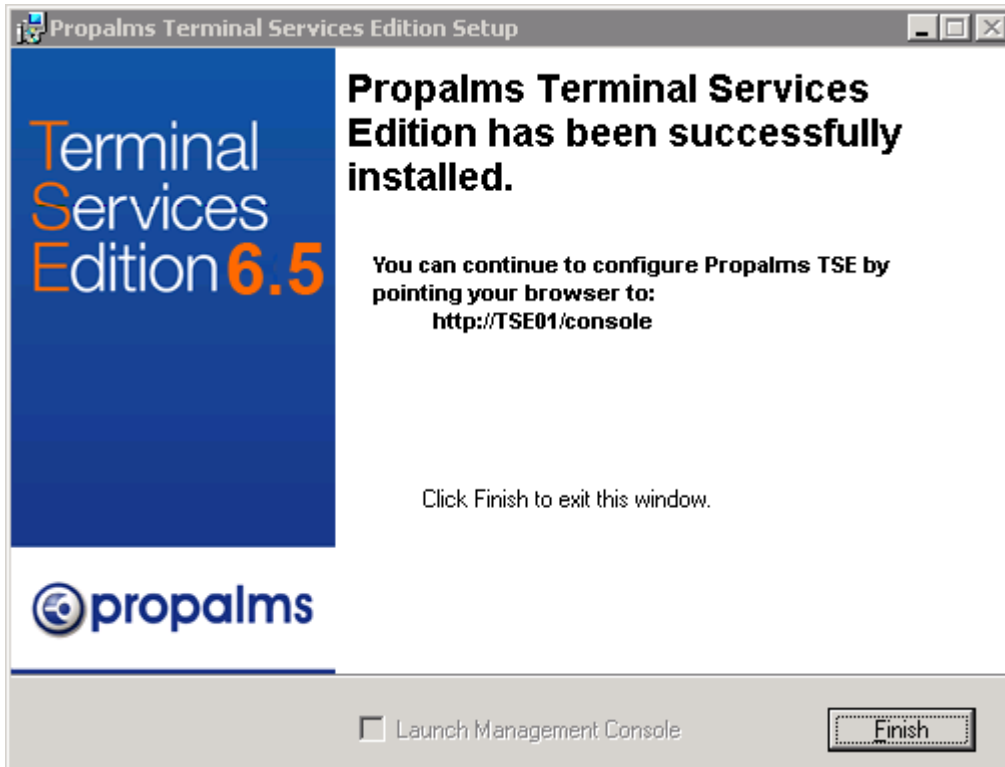 Propalms Terminal Services Edition Setup
Terminal
Services
Edition 6.5
Propalms Terminal Services
Edition has been successfully
installed.
You can continue to configure Propalms TSE by
pointing your browser to:
http://TSE01/console
Click Finish to exit this window.
propalms
Launch Management Console
Finish